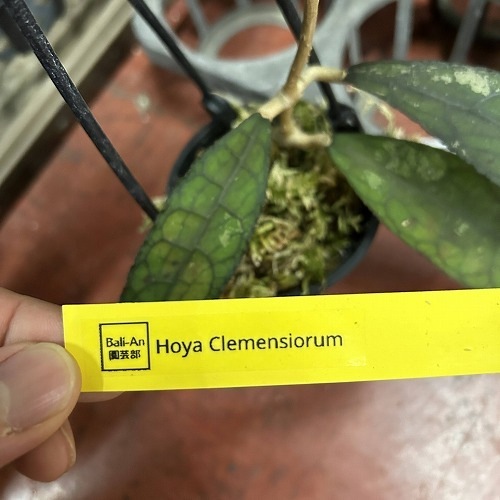 Bali-An
園芸部
Hoya Clemensiorum